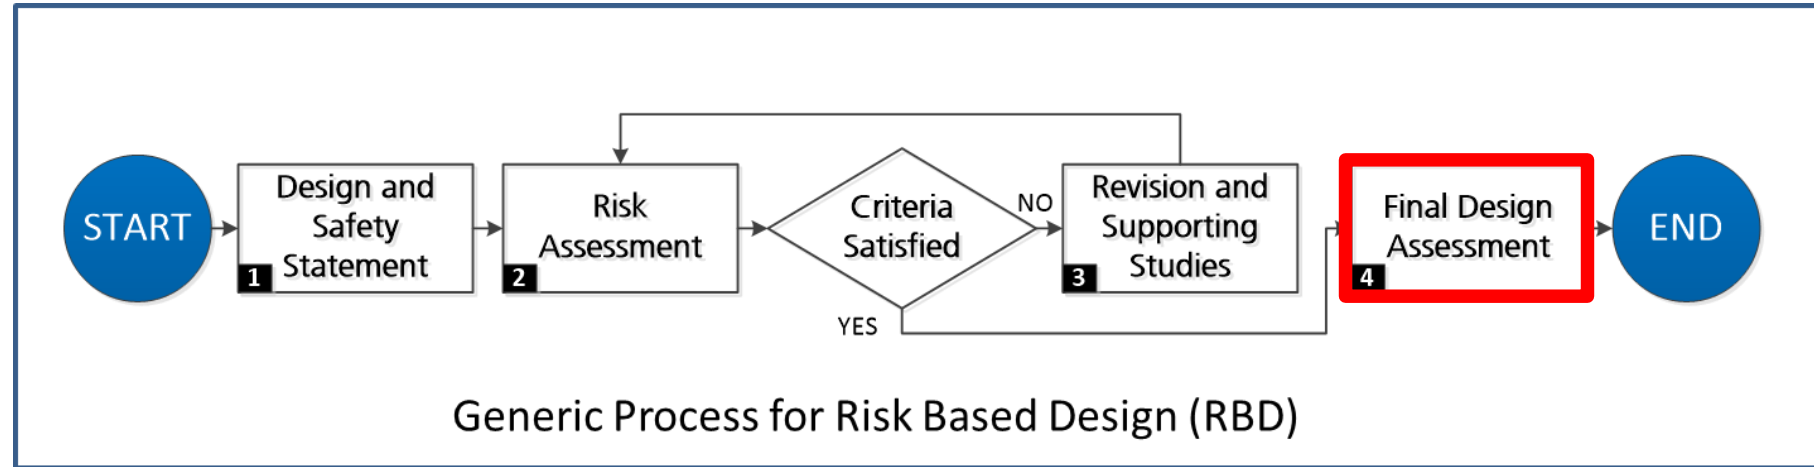 START
Design and
Safety
Statement
1
Risk
Assessment
2
Criteria
Satisfied
NO
YES
Revision and
Supporting
Studies
3
Final Design
Assessment
4
END
Generic Process for Risk Based Design (RBD)